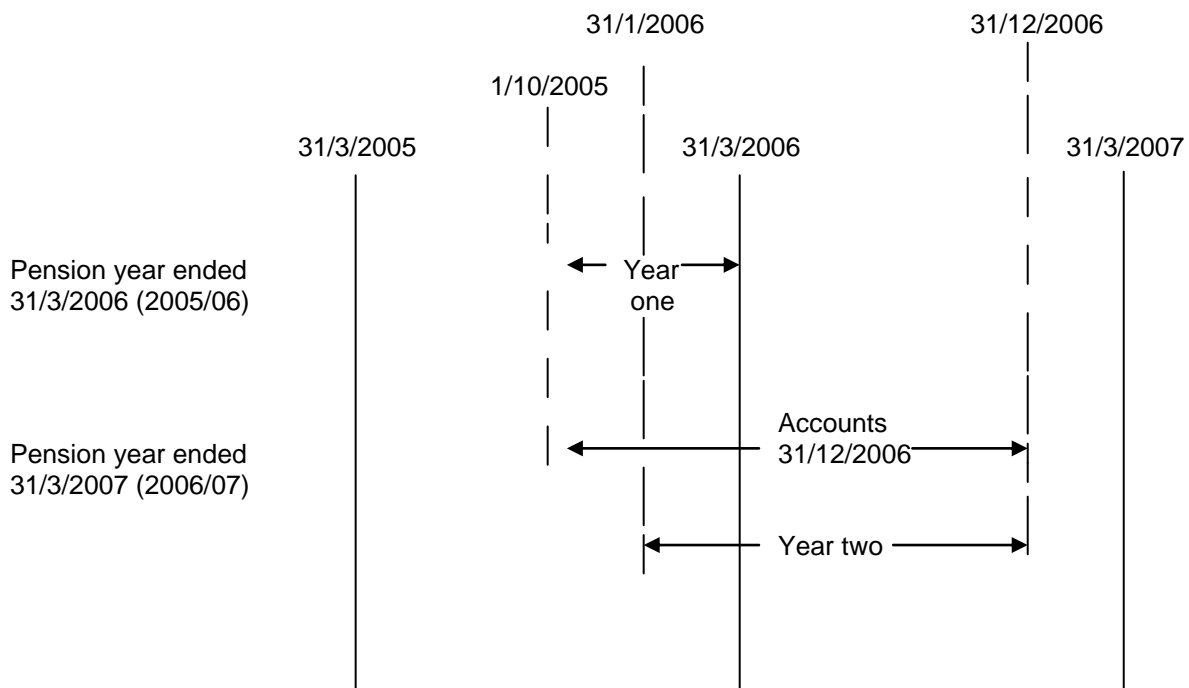 31/1/2006
31/12/2006
1/10/2005
31/3/2005
31/3/2006
31/3/2007
Pension year ended
31/3/2006 (2005/06)
Year
one
Accounts
31/12/2006
Pension year ended
31/3/2007 (2006/07)
Year two